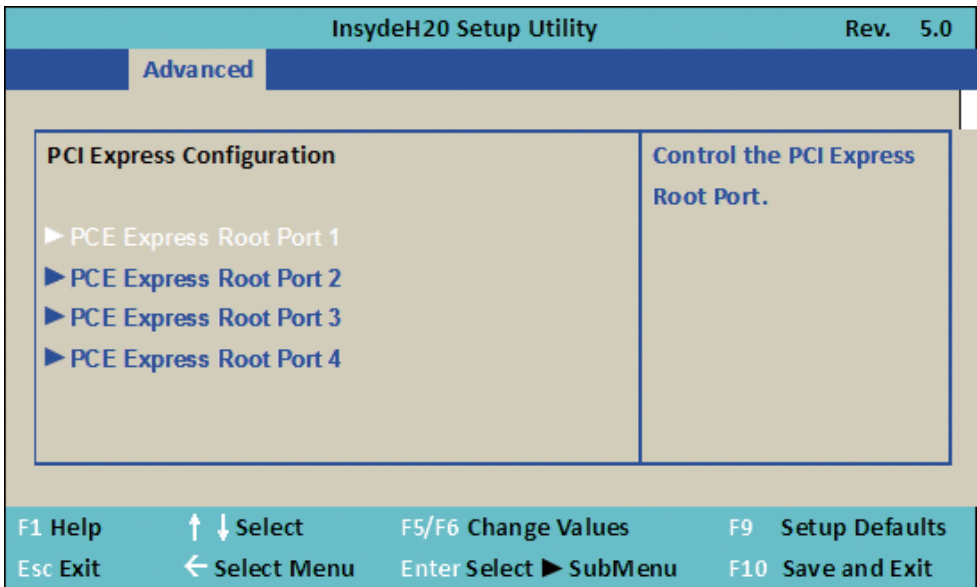 InsydeH20 Setup Utility Rev. 5.0
Advanced
PCI Express Configuration
▶ PCE Express Root Port 1
▶ PCE Express Root Port 2
▶ PCE Express Root Port 3
▶ PCE Express Root Port 4
Control the PCI Express
Root Port.
F1 Help ↑ ↓ Select F5/F6 Change Values F9 Setup Defaults
Esc Exit ← Select Menu Enter Select ▶ SubMenu F10 Save and Exit